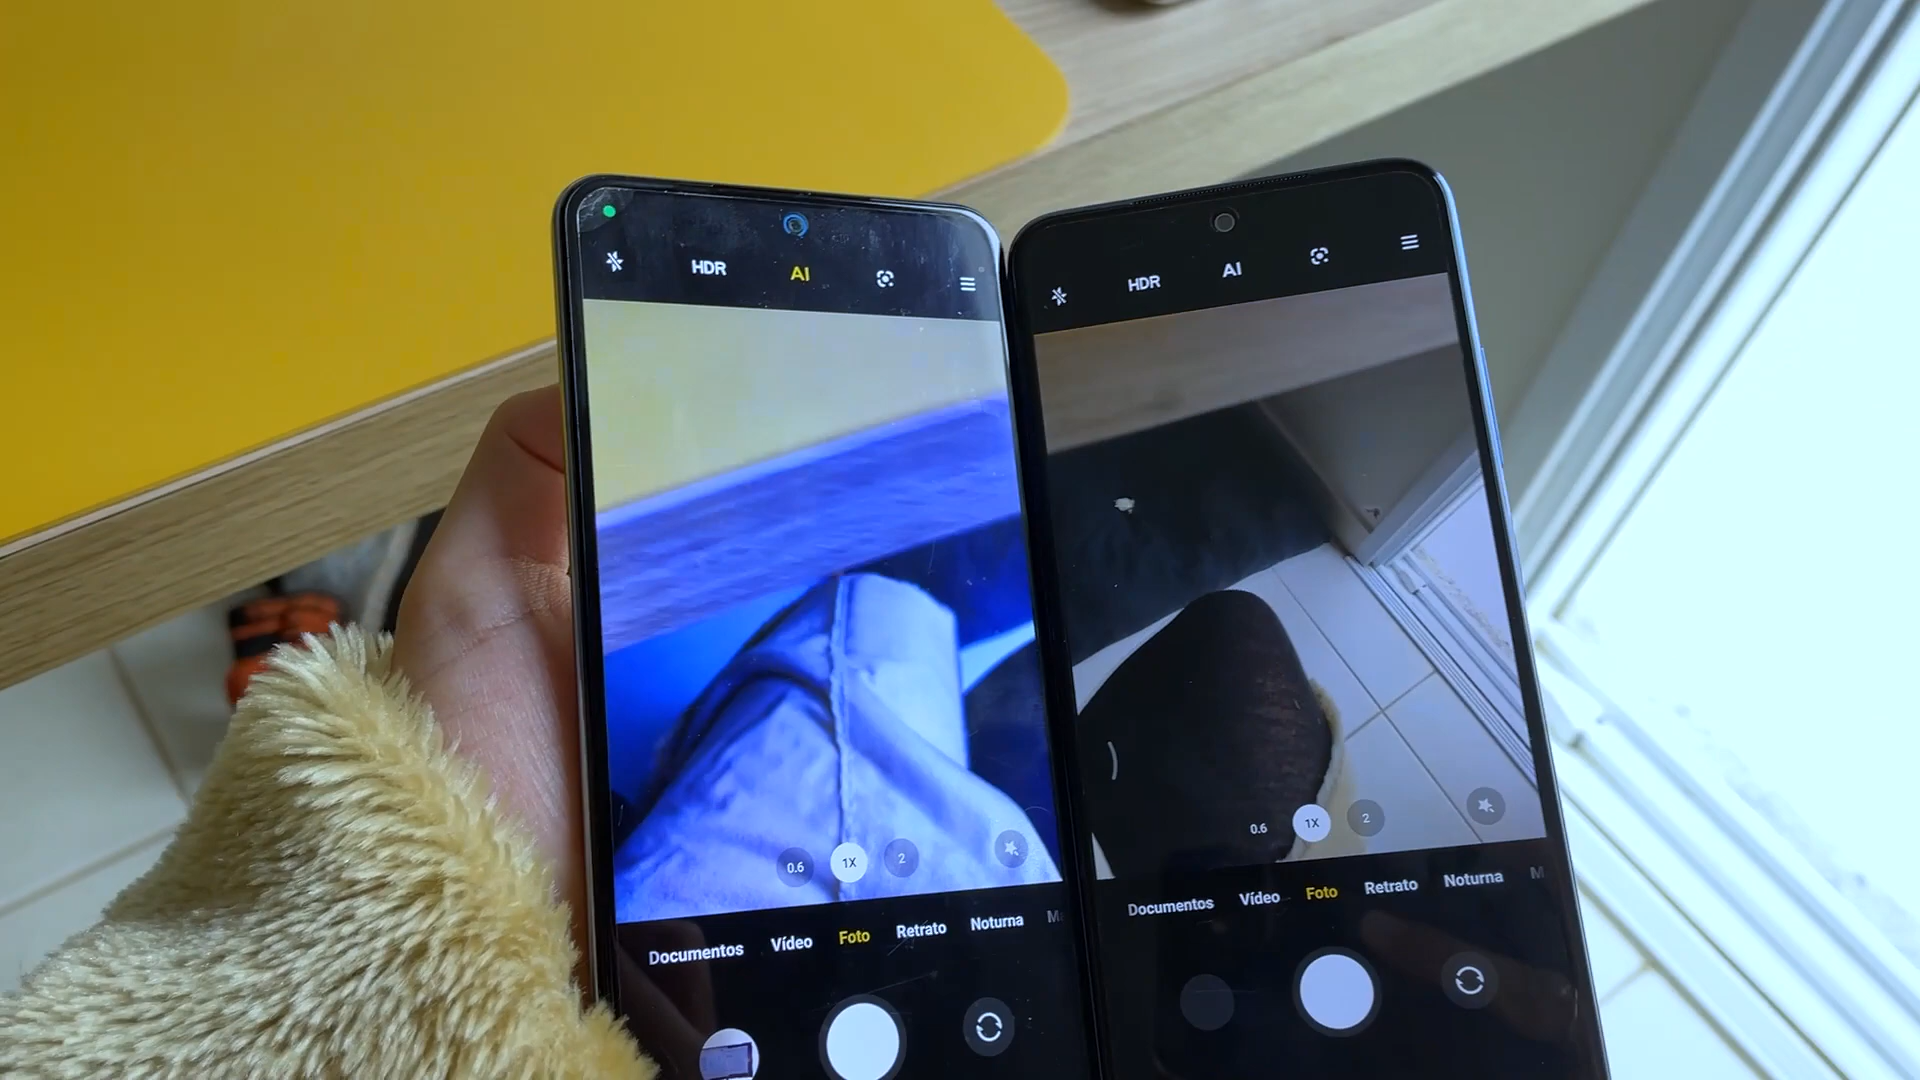 HDR AI
0.6 1X 2
Documentos Vídeo Foto Retrato Noturna
HDR AI
0.6 1X 2
Documentos Vídeo Foto Retrato Noturna M